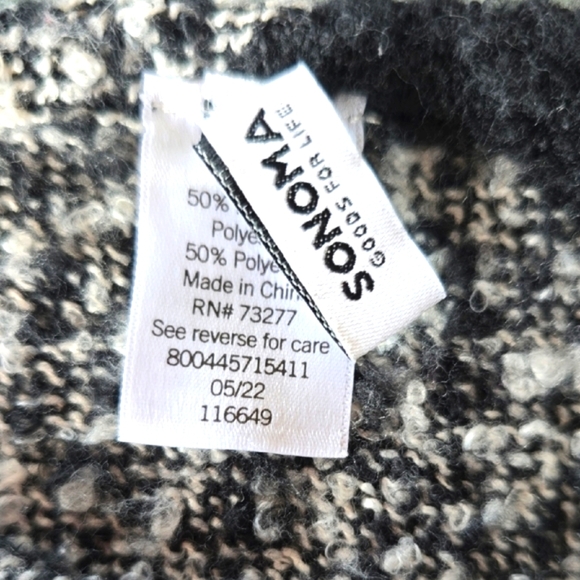 SONOMA
GOODS FOR LIFE
50%
Polye
50% Polye
Made in Chin
RN# 73277
See reverse for care
800445715411
05/22
116649